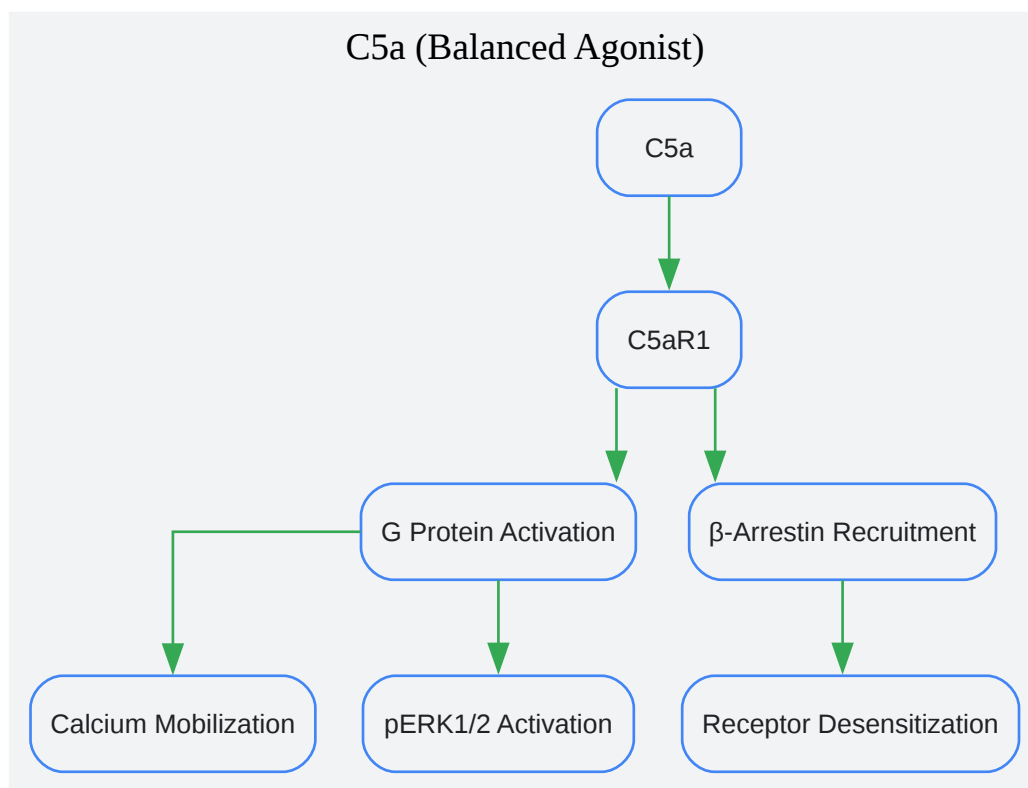 C5a (Balanced Agonist)
C5a
C5aR1
G Protein Activation
β-Arrestin Recruitment
Calcium Mobilization
pERK1/2 Activation
Receptor Desensitization